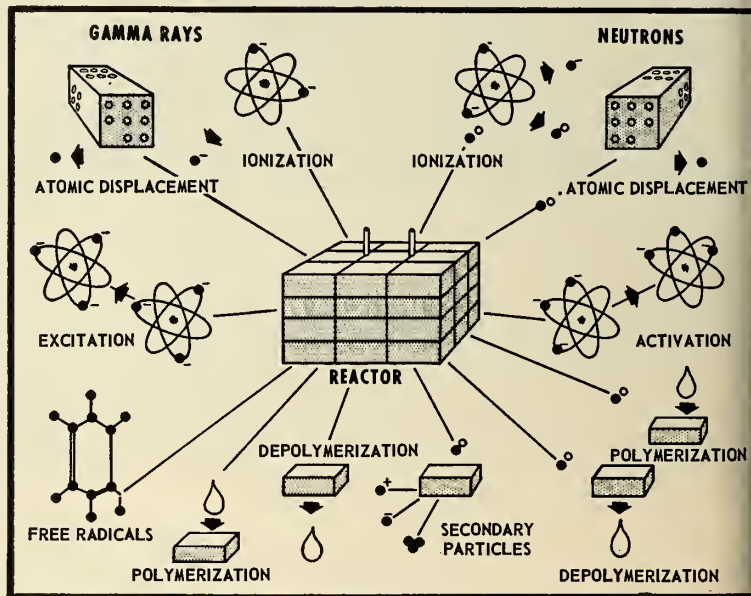 GAMMA RAYS
NEUTRONS
IONIZATION
IONIZATION
ATOMIC DISPLACEMENT
ATOMIC DISPLACEMENT
EXCITATION
ACTIVATION
REACTOR
DEPOLYMERIZATION
POLYMERIZATION
FREE RADICALS
SECONDARY
PARTICLES
POLYMERIZATION
DEPOLYMERIZATION